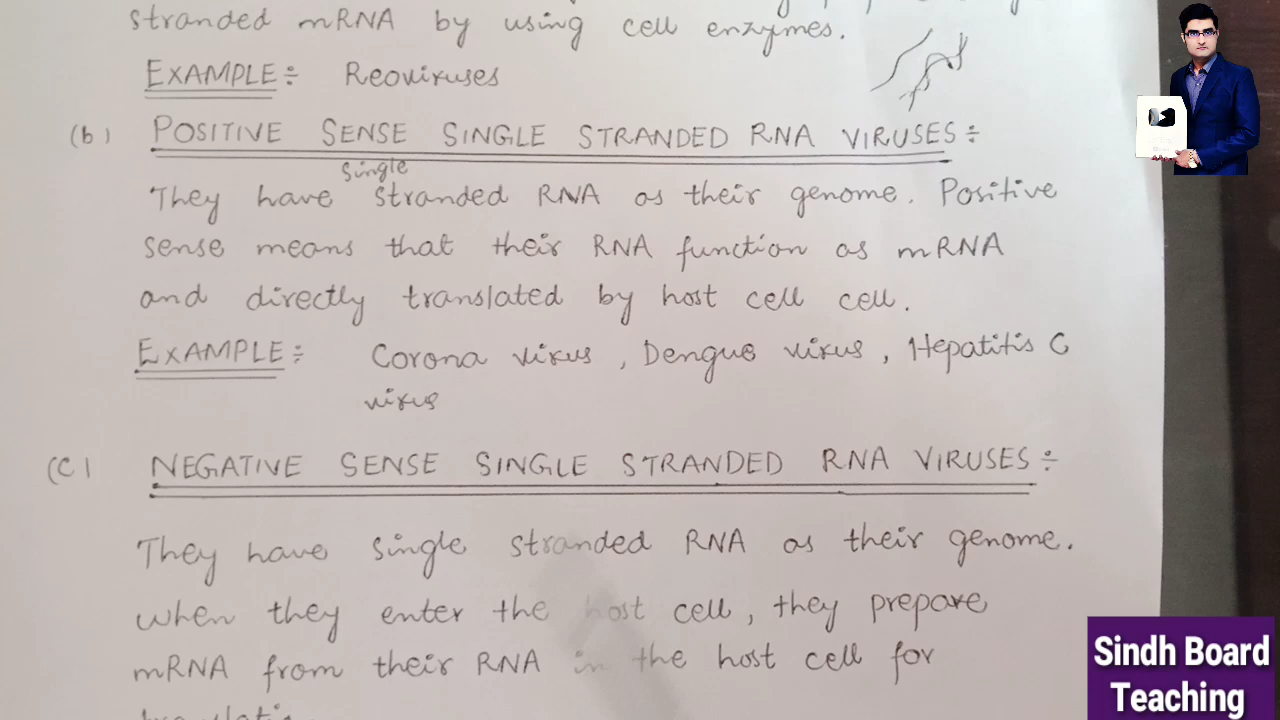 stranded mRNA by using cell enzymes.
EXAMPLE÷ Reoviruses
(b) POSITIVE SENSE SINGLE STRANDED RNA VIRUSES÷
single
They have stranded RNA as their genome. Positive
sense means that their RNA function as mRNA
and directly translated by host cell cell.
EXAMPLE÷ Corona virus, Dengue virus, Hepatitis C
virus
(C) NEGATIVE SENSE SINGLE STRANDED RNA VIRUSES÷
They have single stranded RNA as their genome.
When they enter the host cell, they prepare
mRNA from their RNA in the host cell for
Sindh Board
Teaching